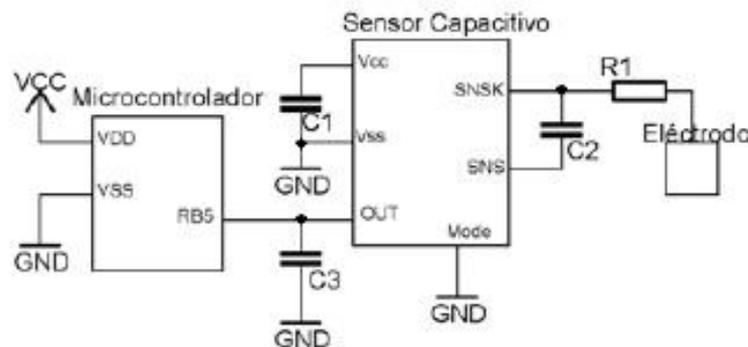 Sensor Capacitivo
VCC
Microcontrolador
VDD
VSS
RB5
GND
Vcc
C1
Vss
GND
OUT
C3
GND
SNSK
SNS
Mode
GND
R1
C2
Eléctrodo